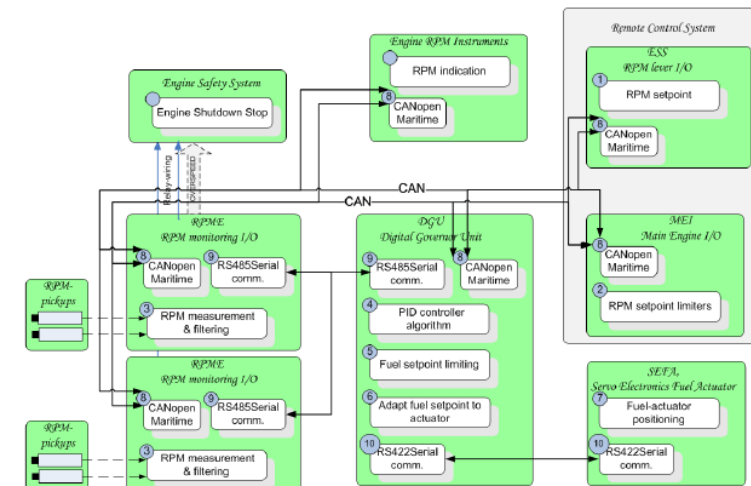 Remote Control System
Engine RPM Instruments
RPM indication
8
CANopen
Maritime
ESS
RPM lever I/O
1
RPM setpoint
8
CANopen
Maritime
Engine Safety System
Engine Shutdown Stop
Relay-wiring
OVERSPEED
CAN
CAN
RPME
RPM monitoring I/O
8
CANopen
Maritime
9
RS485Serial
comm.
3
RPM measurement
& filtering
RPM-
pickups
DGU
Digital Governor Unit
9
RS485Serial
comm.
8
CANopen
Maritime
4
PID controller
algorithm
5
Fuel setpoint limiting
6
Adapt fuel setpoint to
actuator
10
RS422Serial
comm.
MEI
Main Engine I/O
8
CANopen
Maritime
2
RPM setpoint limiters
RPME
RPM monitoring I/O
8
CANopen
Maritime
9
RS485Serial
comm.
3
RPM measurement
& filtering
RPM-
pickups
SEFA,
Servo Electronics Fuel Actuator
7
Fuel-actuator
positioning
10
RS422Serial
comm.